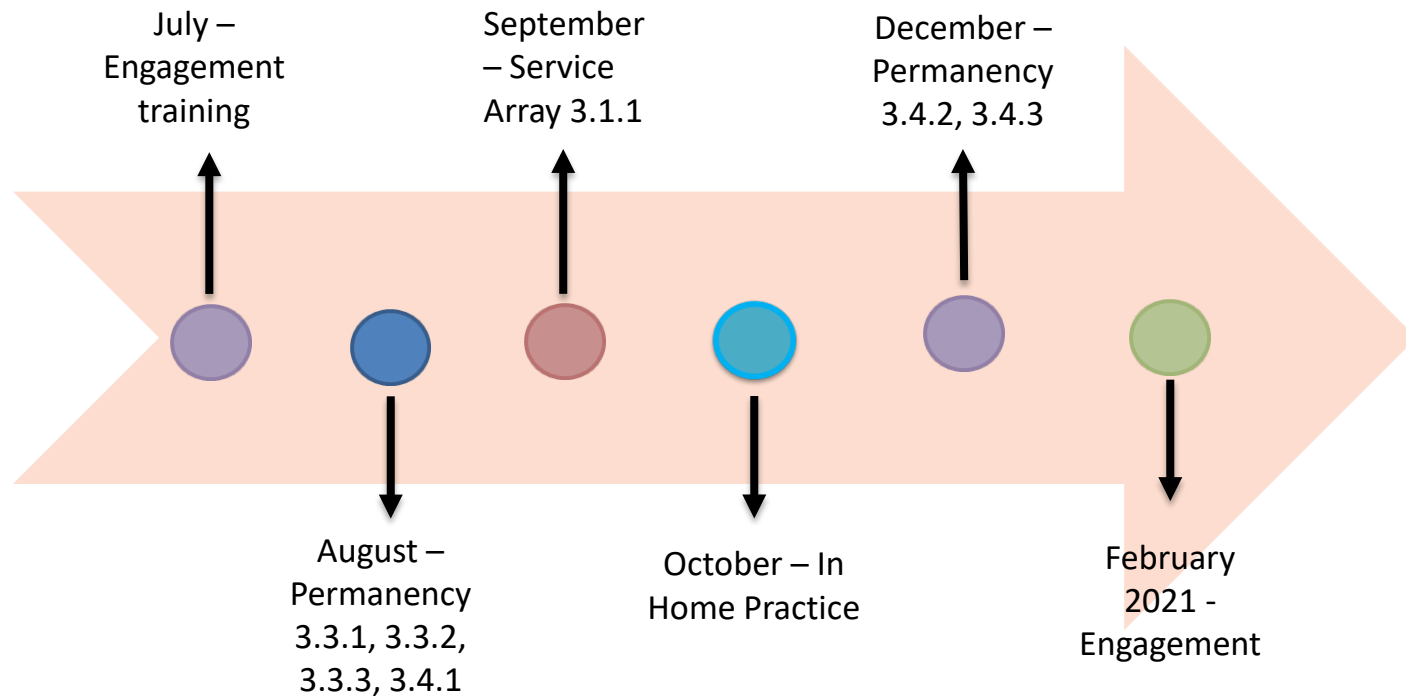 July –
Engagement
training
September
– Service
Array 3.1.1
December –
Permanency
3.4.2, 3.4.3
August –
Permanency
3.3.1, 3.3.2,
3.3.3, 3.4.1
October – In
Home Practice
February
2021 -
Engagement